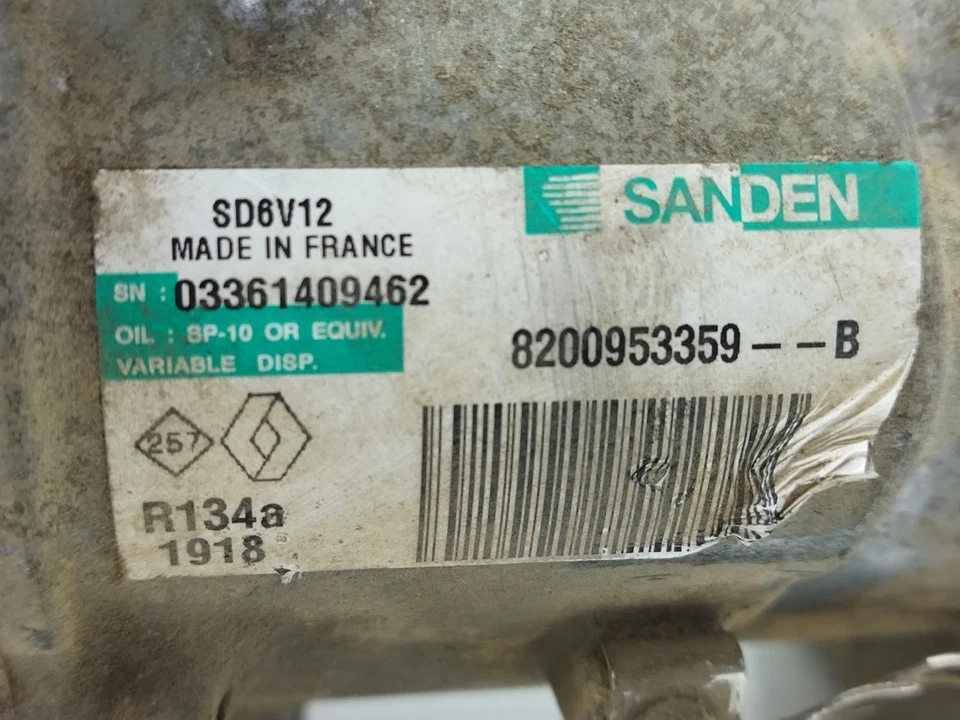 SANDEN
SD6V12
MADE IN FRANCE
SN : 03361409462
OIL : SP-10 OR EQUIV.
VARIABLE DISP.
8200953359--B
257
R134a
1918